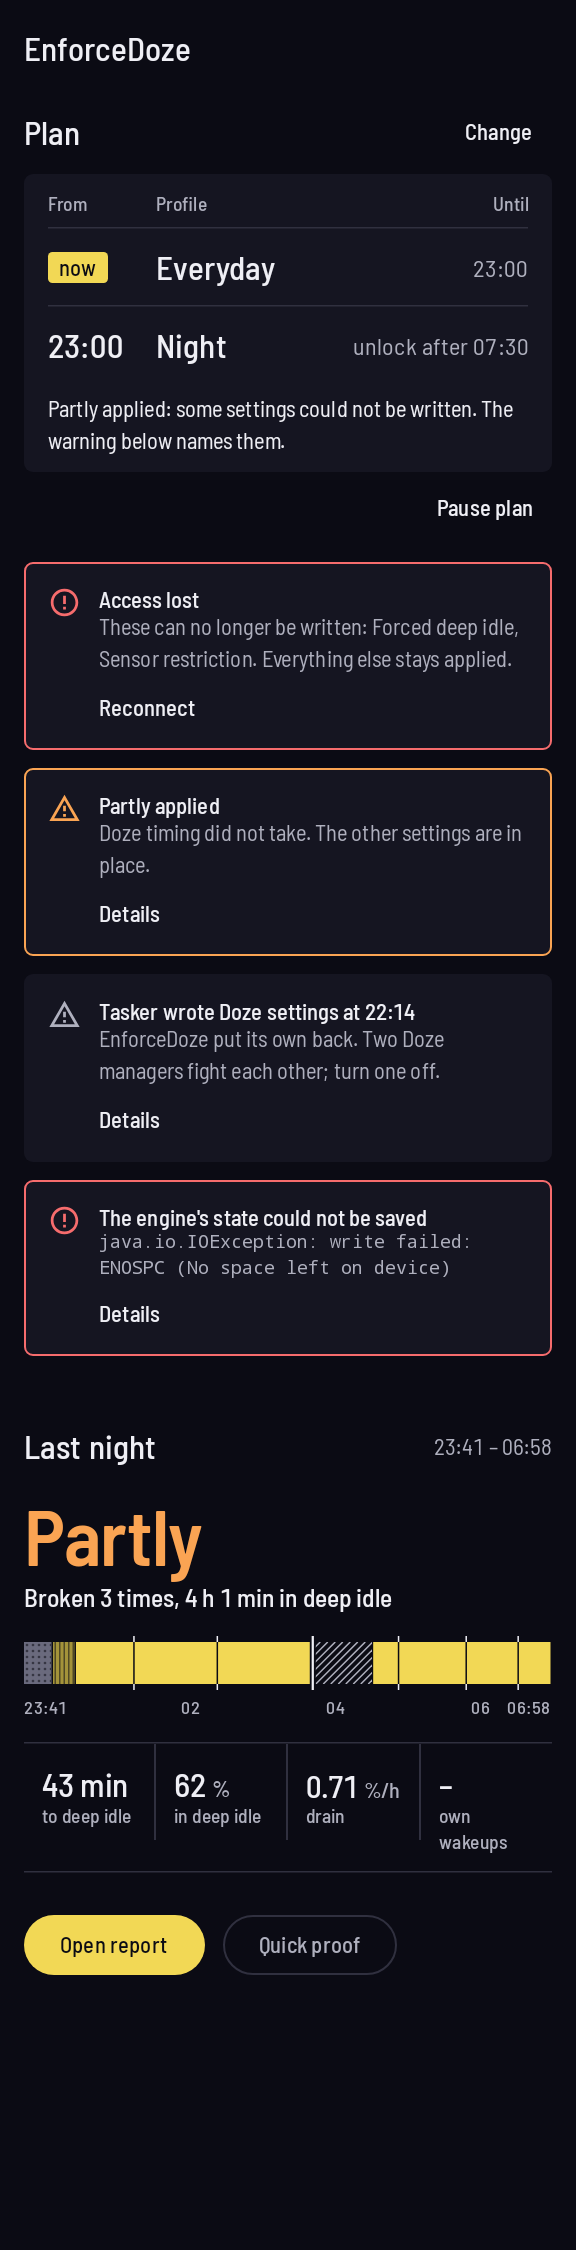 EnforceDoze
Plan
Change
From Profile Until
now Everyday 23:00
23:00 Night unlock after 07:30
Partly applied: some settings could not be written. The
warning below names them.
Pause plan
Access lost
These can no longer be written: Forced deep idle,
Sensor restriction. Everything else stays applied.
Reconnect
Partly applied
Doze timing did not take. The other settings are in
place.
Details
Tasker wrote Doze settings at 22:14
EnforceDoze put its own back. Two Doze
managers fight each other; turn one off.
Details
The engine's state could not be saved
java.io.IOException: write failed:
ENOSPC (No space left on device)
Details
Last night 23:41 – 06:58
Partly
Broken 3 times, 4 h 1 min in deep idle
23:41 02 04 06 06:58
43 min 62 % 0.71 %/h –
to deep idle in deep idle drain own
wakeups
Open report Quick proof